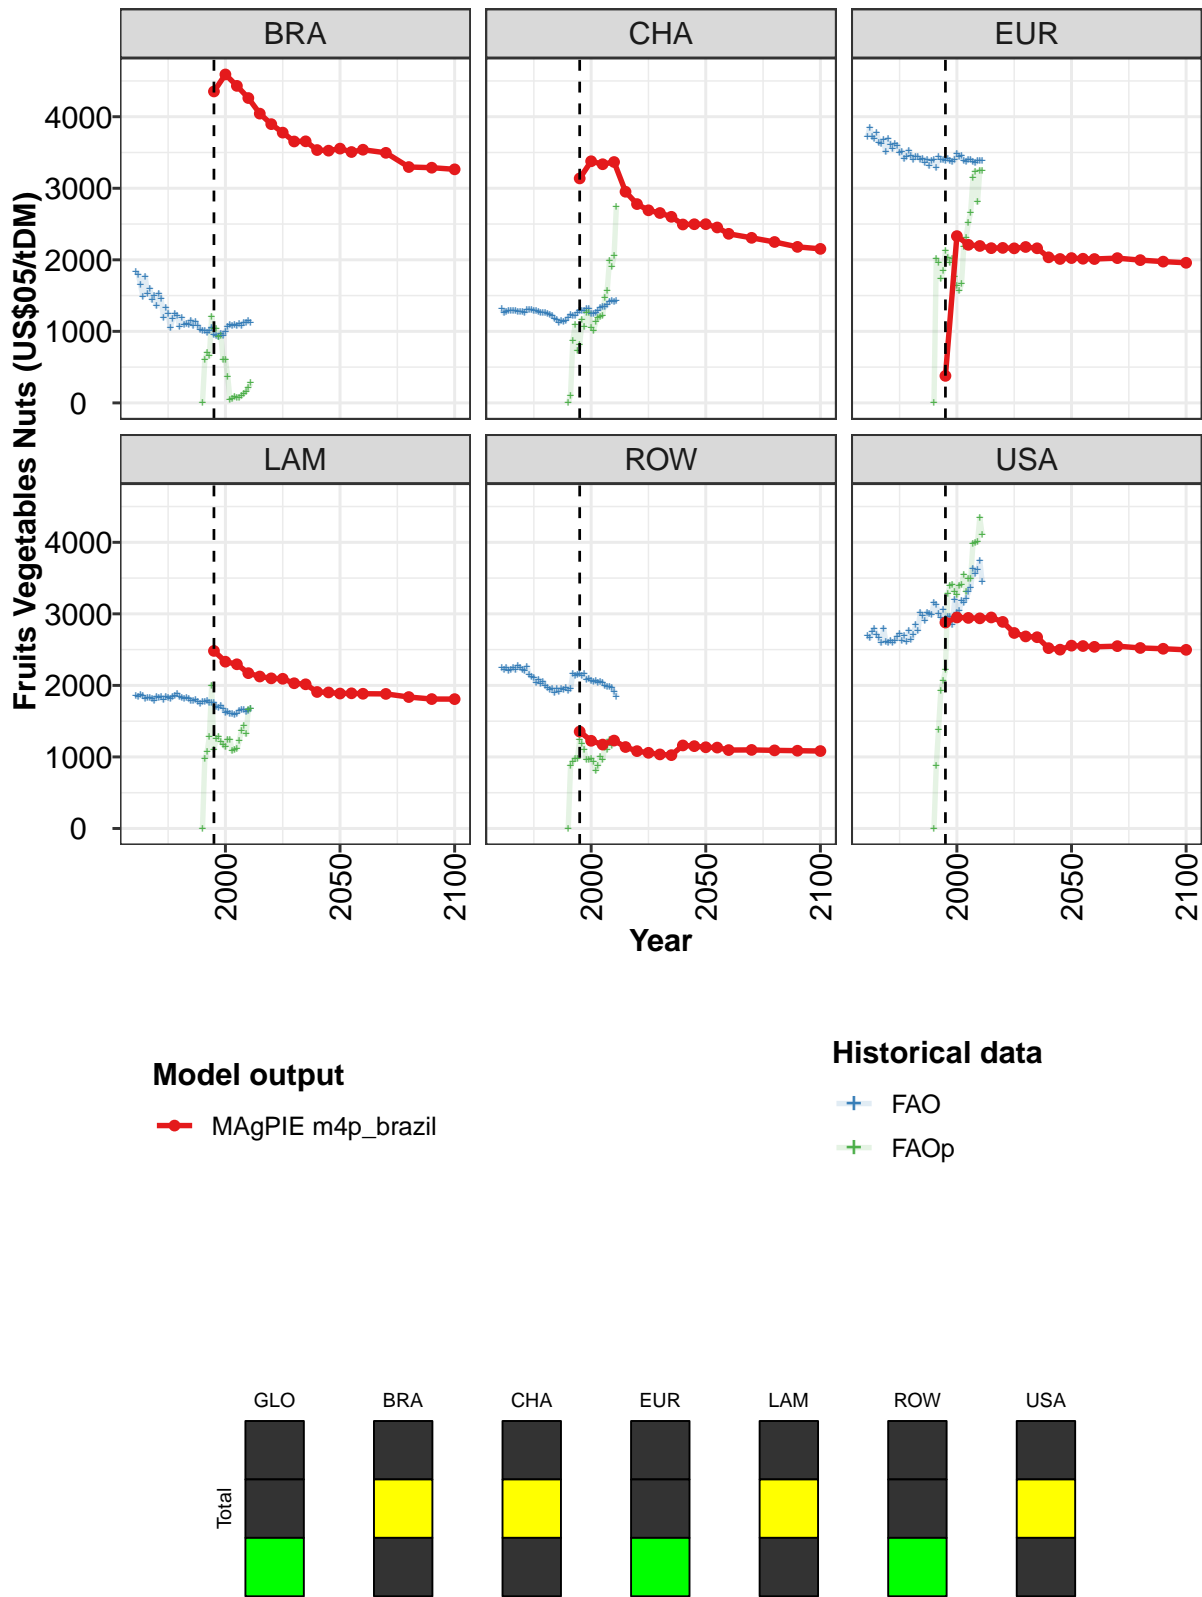 BRA CHA EUR
4000
3000
2000
1000
0
LAM ROW USA
4000
3000
2000
1000
0
Fruits Vegetables Nuts (US$05/tDM)
2000 2050 2100 2000 2050 2100 2000 2050 2100
Year
Model output
MAgPIE m4p_brazil
Historical data
FAO
FAOp
GLO BRA CHA EUR LAM ROW USA
Total